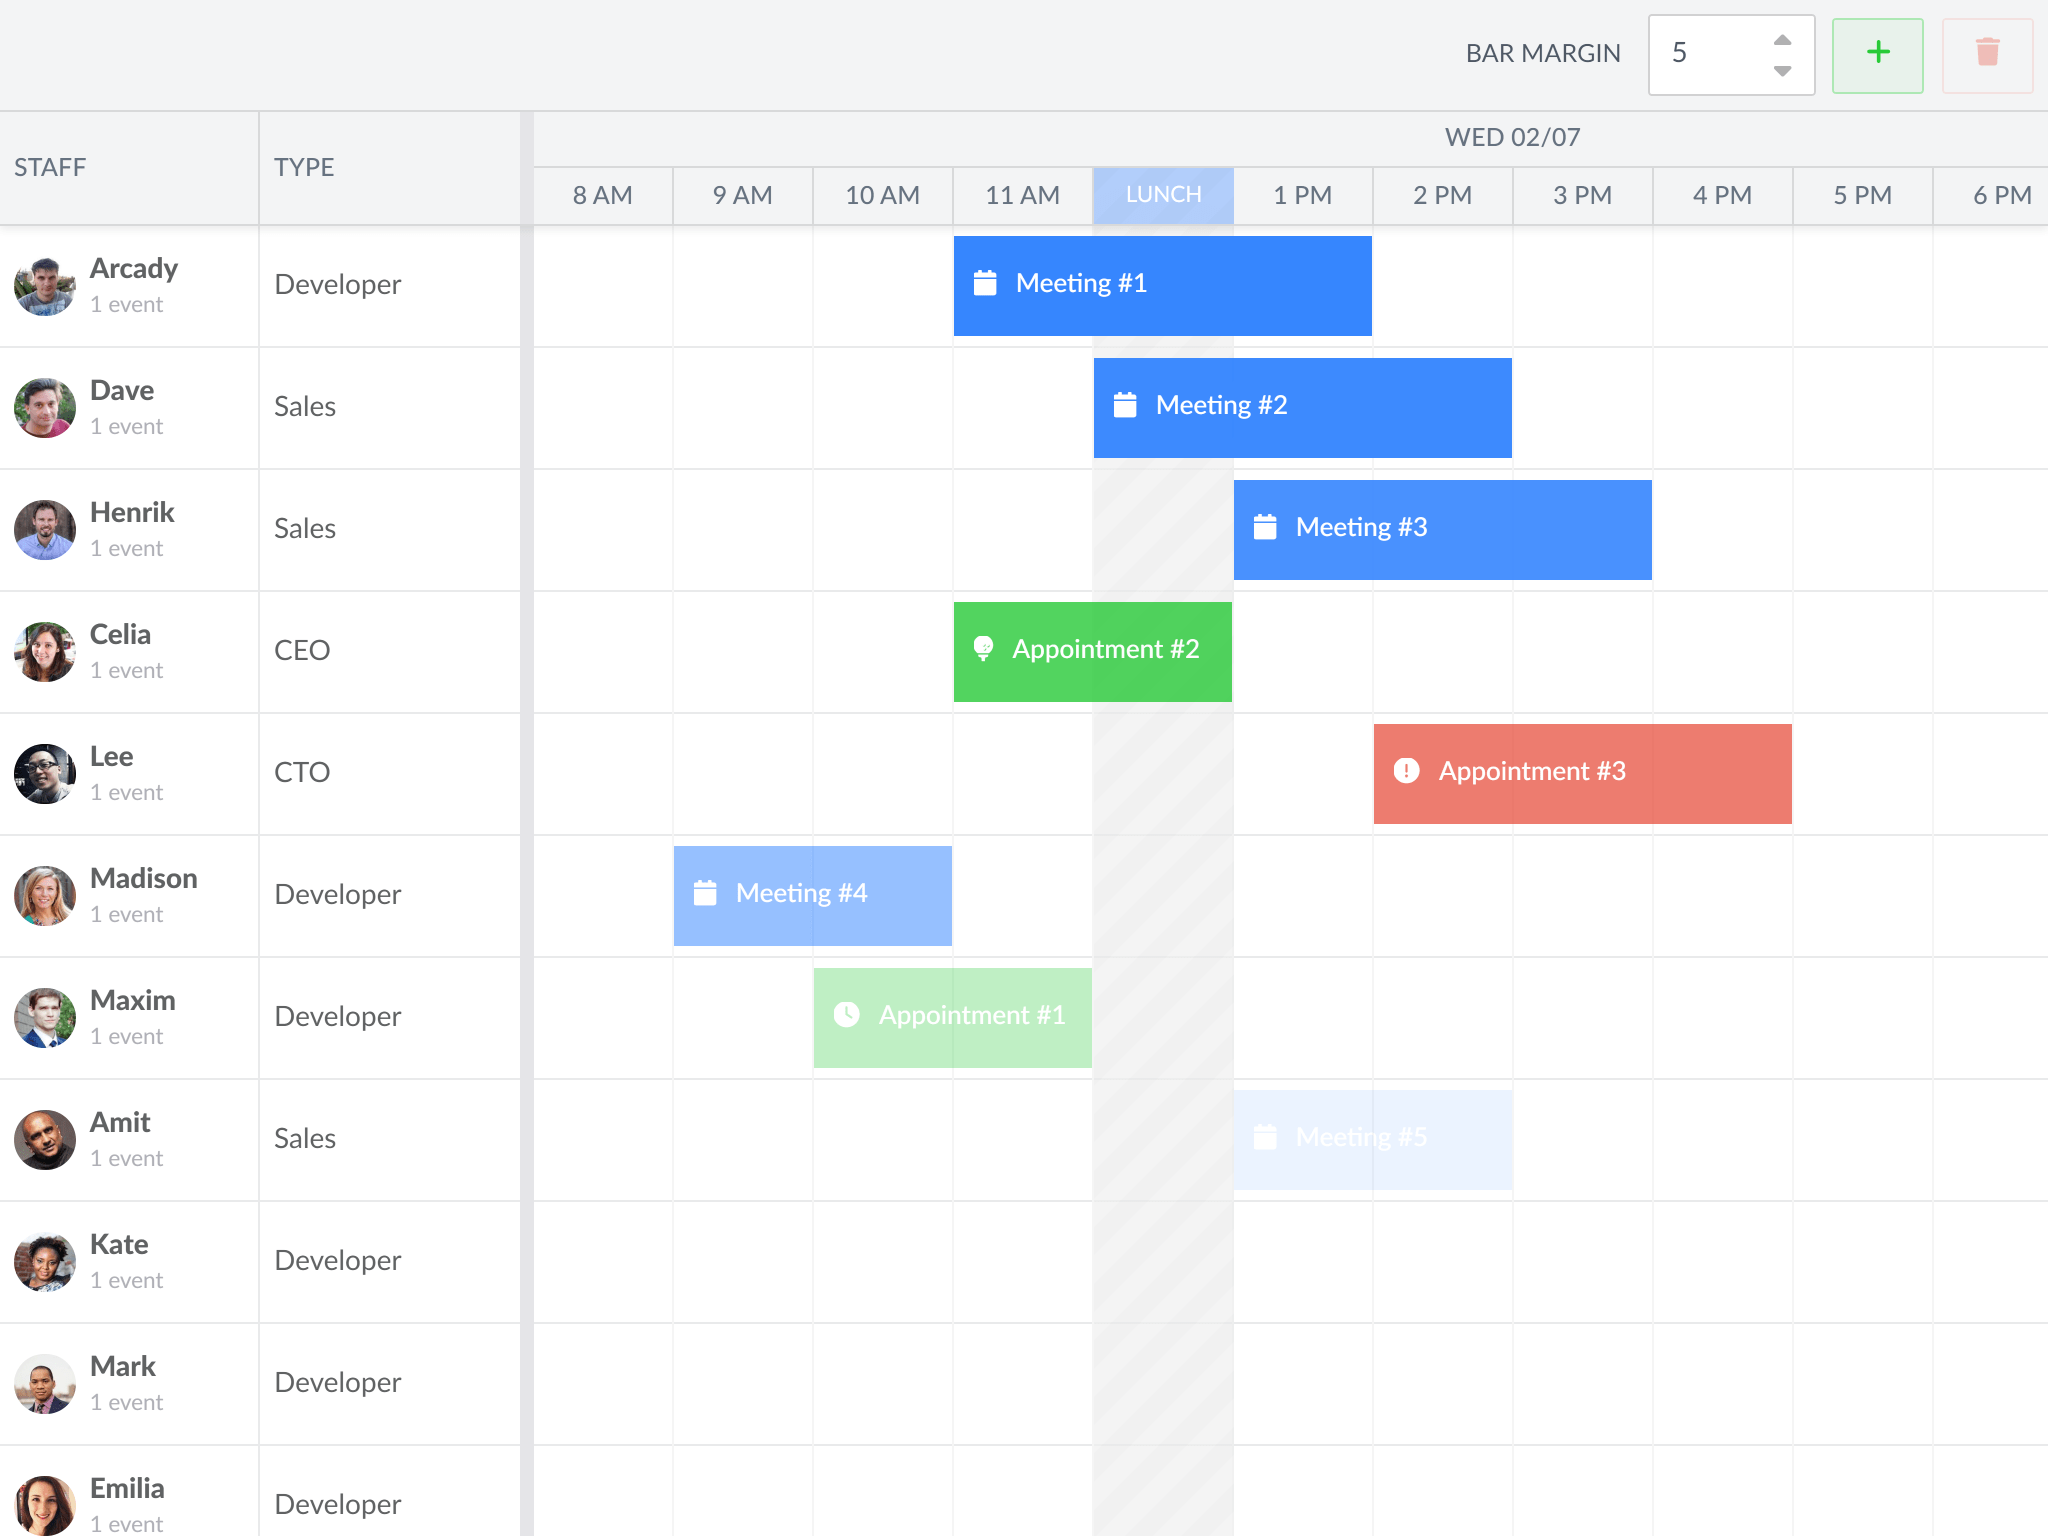 BAR MARGIN 5
WED 02/07
STAFF TYPE
8 AM 9 AM 10 AM 11 AM LUNCH 1 PM 2 PM 3 PM 4 PM 5 PM 6 PM
Arcady
1 event
Developer
Meeting #1
Dave
1 event
Sales
Meeting #2
Henrik
1 event
Sales
Meeting #3
Celia
1 event
CEO
Appointment #2
Lee
1 event
CTO
Appointment #3
Madison
1 event
Developer
Meeting #4
Maxim
1 event
Developer
Appointment #1
Amit
1 event
Sales
Meeting #5
Kate
1 event
Developer
Mark
1 event
Developer
Emilia
1 event
Developer